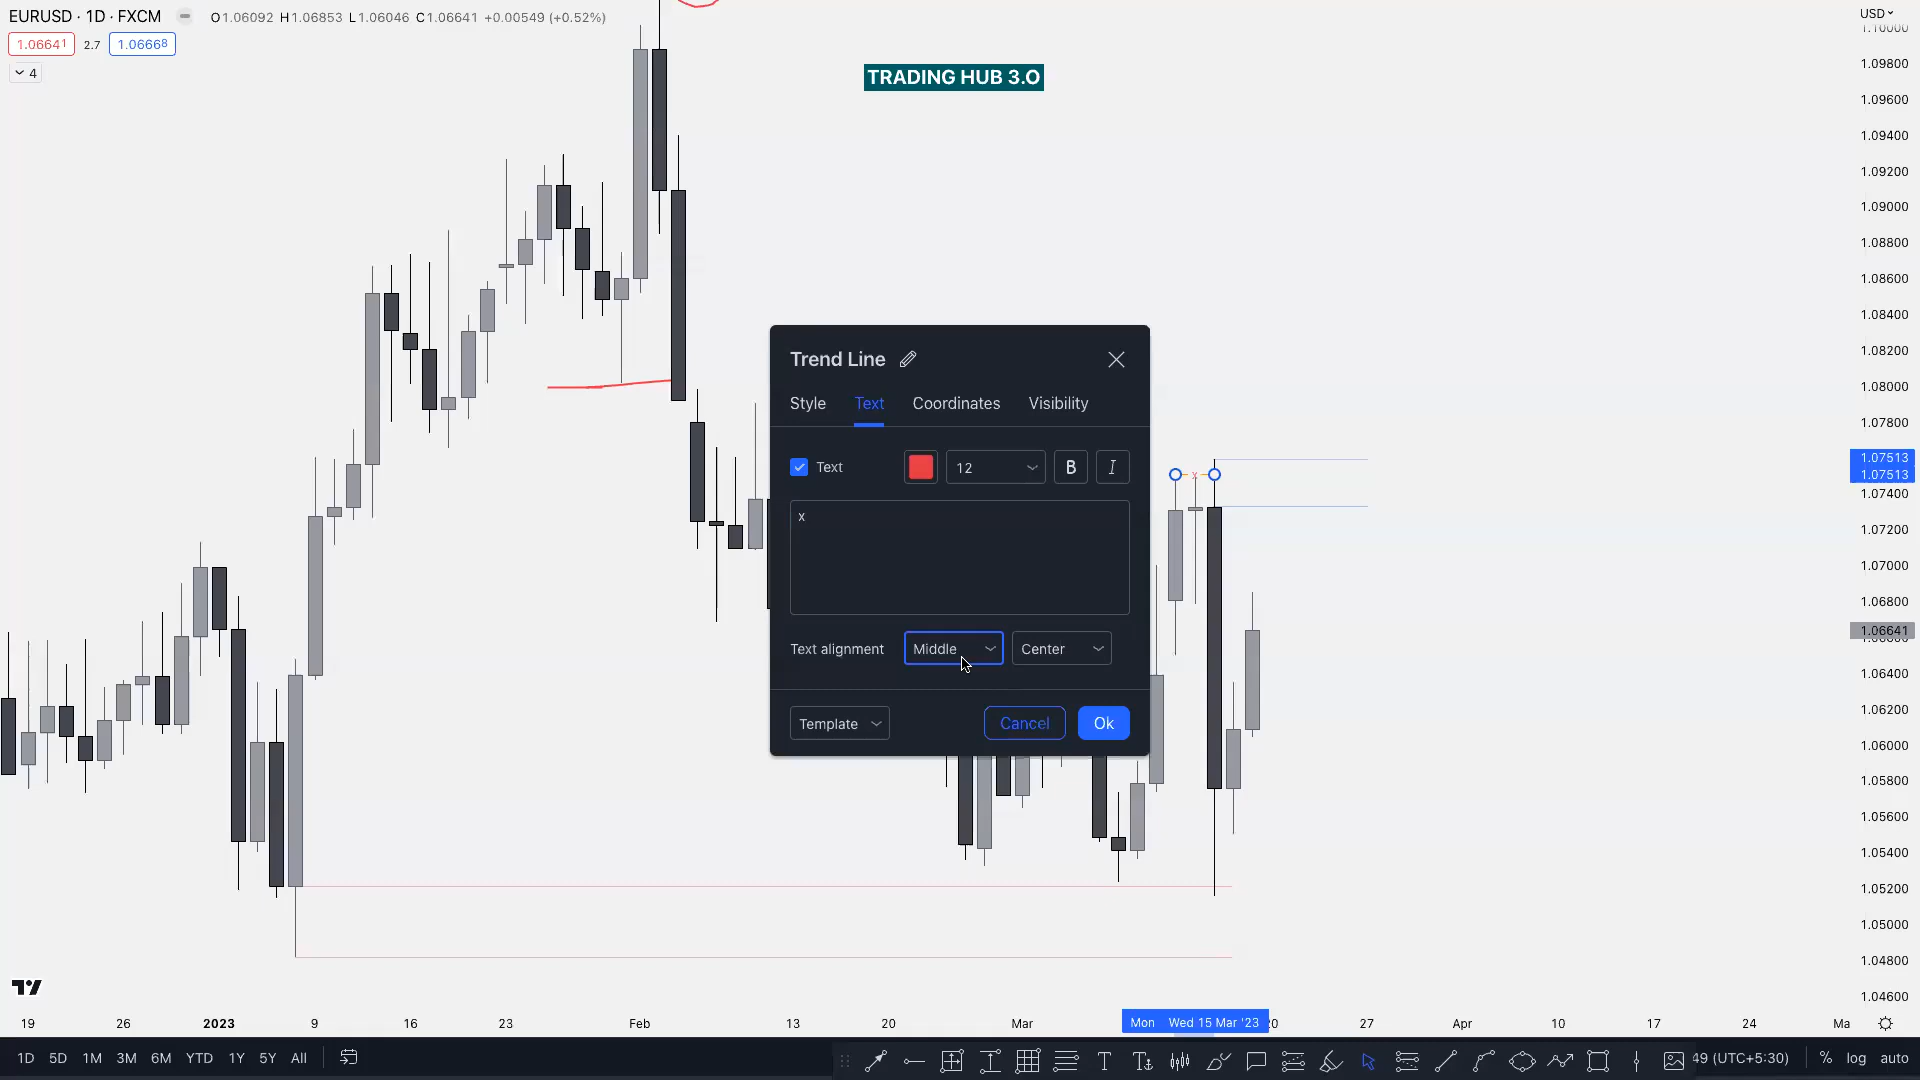 EURUSD · 1D · FXCM
O1.06092 H1.06853 L1.06046 C1.06641 +0.00549 (+0.52%)
1.06641 2.7 1.06668
4
TRADING HUB 3.O
USD
1.10000
1.09800
1.09600
1.09400
1.09200
1.09000
1.08800
1.08600
1.08400
1.08200
1.08000
1.07800
1.07513
1.07513
1.07400
1.07200
1.07000
1.06800
1.06641
1.06400
1.06200
1.06000
1.05800
1.05600
1.05400
1.05200
1.05000
1.04800
1.04600
Trend Line
Style Text Coordinates Visibility
Text 12 B I
x
Text alignment Middle Center
Template Cancel Ok
x
19 26 2023 9 16 23 Feb 13 20 Mar Mon Wed 15 Mar '23 20 27 Apr 10 17 24 Ma
1D 5D 1M 3M 6M YTD 1Y 5Y All 49 (UTC+5:30) % log auto